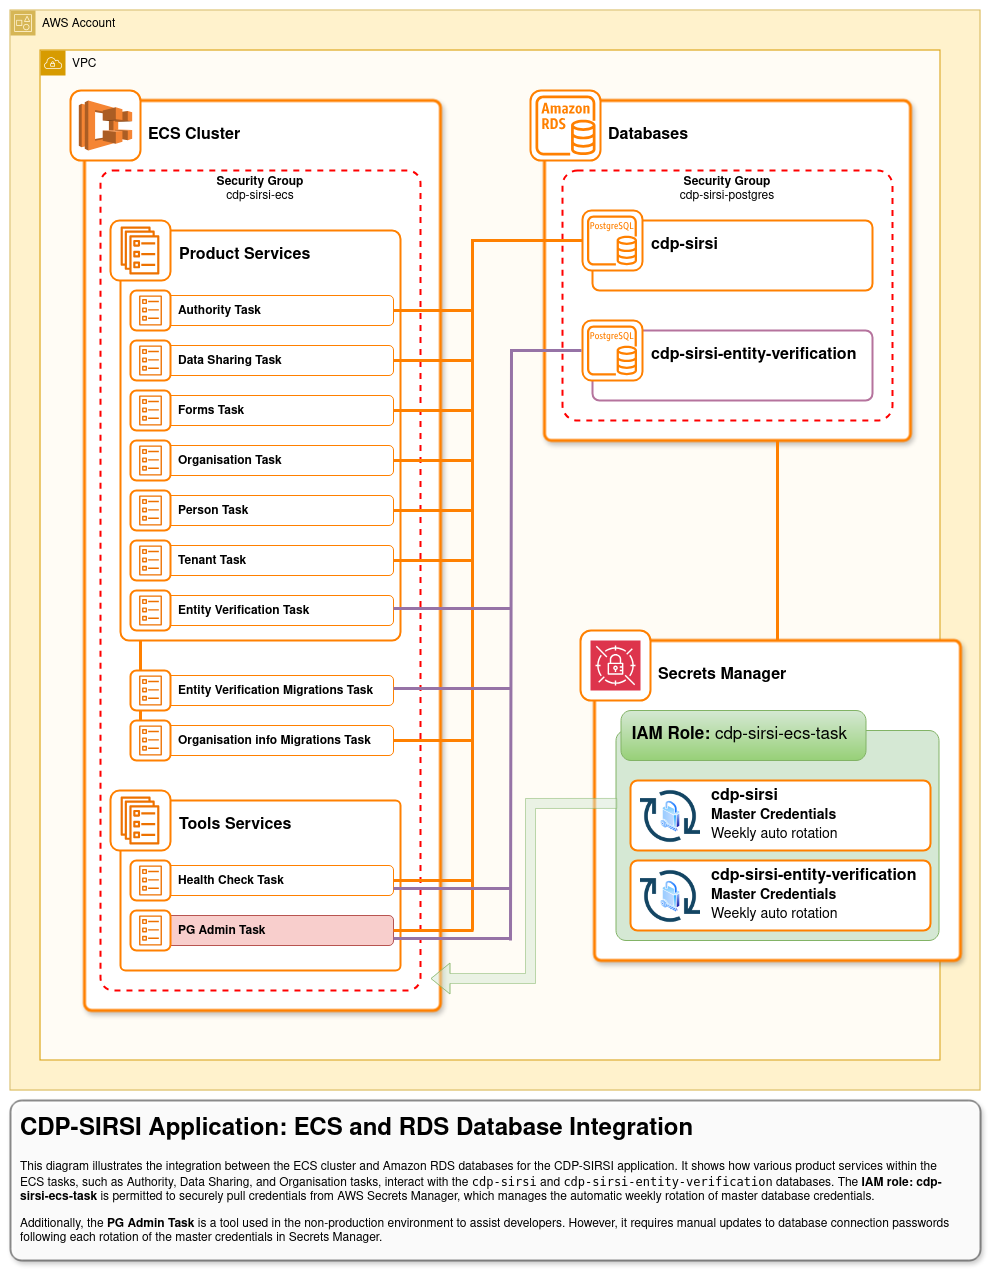 AWS Account
VPC
ECS Cluster
Security Group
cdp-sirsi-ecs
Product Services
Authority Task
Data Sharing Task
Forms Task
Organisation Task
Person Task
Tenant Task
Entity Verification Task
Entity Verification Migrations Task
Organisation info Migrations Task
Tools Services
Health Check Task
PG Admin Task
Amazon
RDS
Databases
Security Group
cdp-sirsi-postgres
PostgreSQL
cdp-sirsi
PostgreSQL
cdp-sirsi-entity-verification
Secrets Manager
IAM Role: cdp-sirsi-ecs-task
cdp-sirsi
Master Credentials
Weekly auto rotation
cdp-sirsi-entity-verification
Master Credentials
Weekly auto rotation
CDP-SIRSI Application: ECS and RDS Database Integration
This diagram illustrates the integration between the ECS cluster and Amazon RDS databases for the CDP-SIRSI application. It shows how various product services within the
ECS tasks, such as Authority, Data Sharing, and Organisation tasks, interact with the cdp-sirsi and cdp-sirsi-entity-verification databases. The IAM role: cdp-
sirsi-ecs-task is permitted to securely pull credentials from AWS Secrets Manager, which manages the automatic weekly rotation of master database credentials.
Additionally, the PG Admin Task is a tool used in the non-production environment to assist developers. However, it requires manual updates to database connection passwords
following each rotation of the master credentials in Secrets Manager.